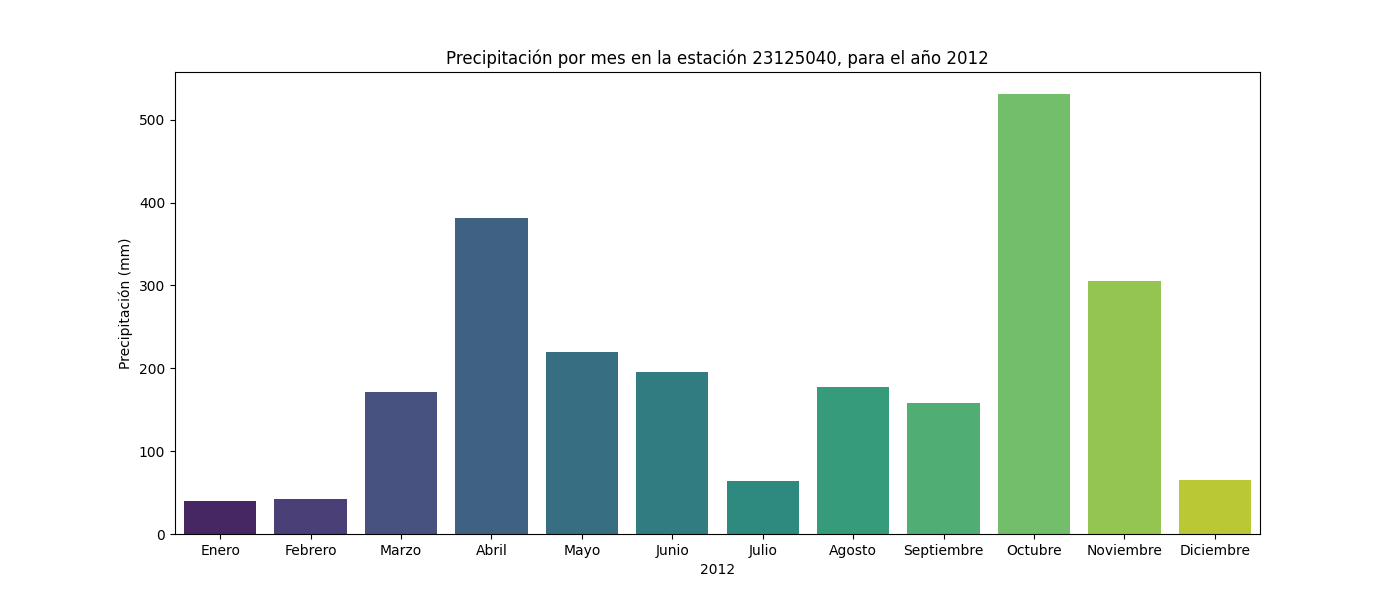 Precipitación por mes en la estación 23125040, para el año 2012
Precipitación (mm)
500
400
300
200
100
0
Enero Febrero Marzo Abril Mayo Junio Julio Agosto Septiembre Octubre Noviembre Diciembre
2012